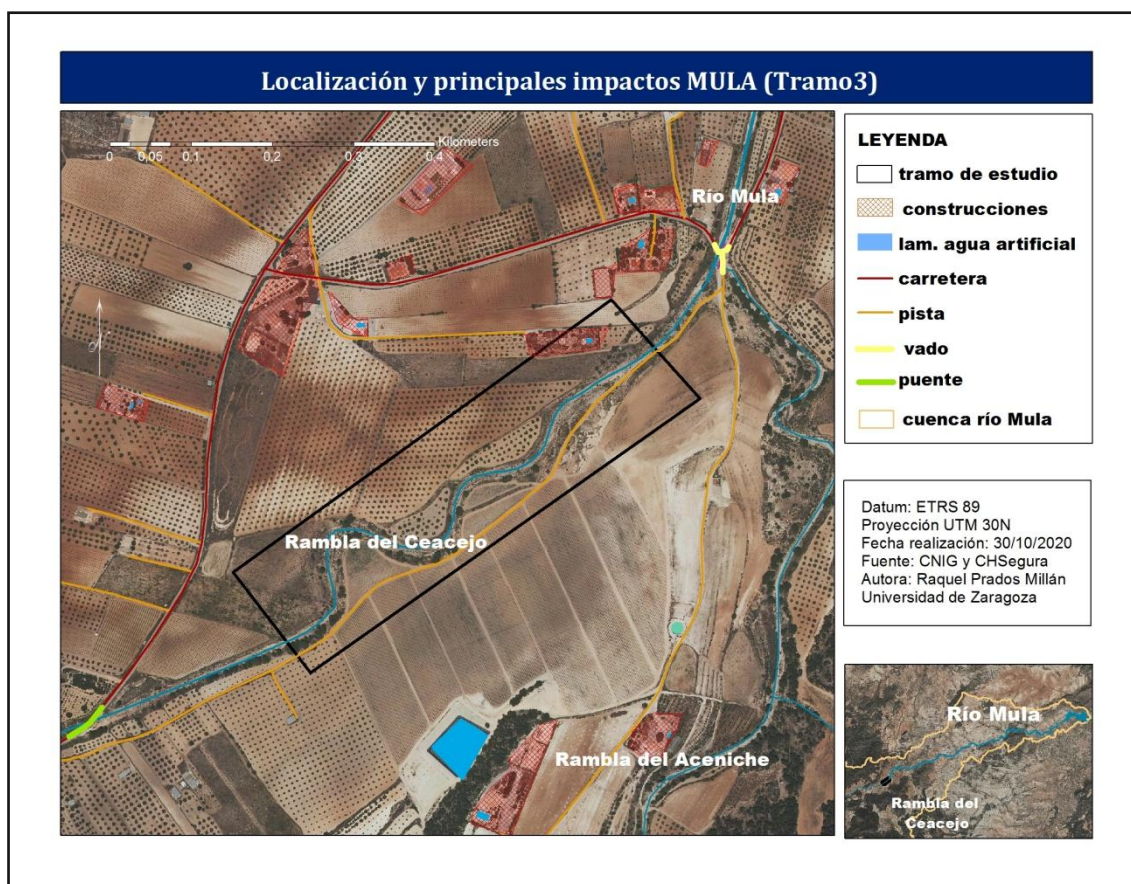 Localización y principales impactos MULA (Tramo3)
Kilometers
0 0,05 0,1 0,2 0,3 0,4
Río Mula
Rambla del Ceacejo
Rambla del Aceniche
LEYENDA
tramo de estudio
construcciones
lam. agua artificial
carretera
pista
vado
puente
cuenca río Mula
Datum: ETRS 89
Proyección UTM 30N
Fecha realización: 30/10/2020
Fuente: CNIG y CHSegura
Autora: Raquel Prados Millán
Universidad de Zaragoza
Río Mula
Rambla del
Ceacejo